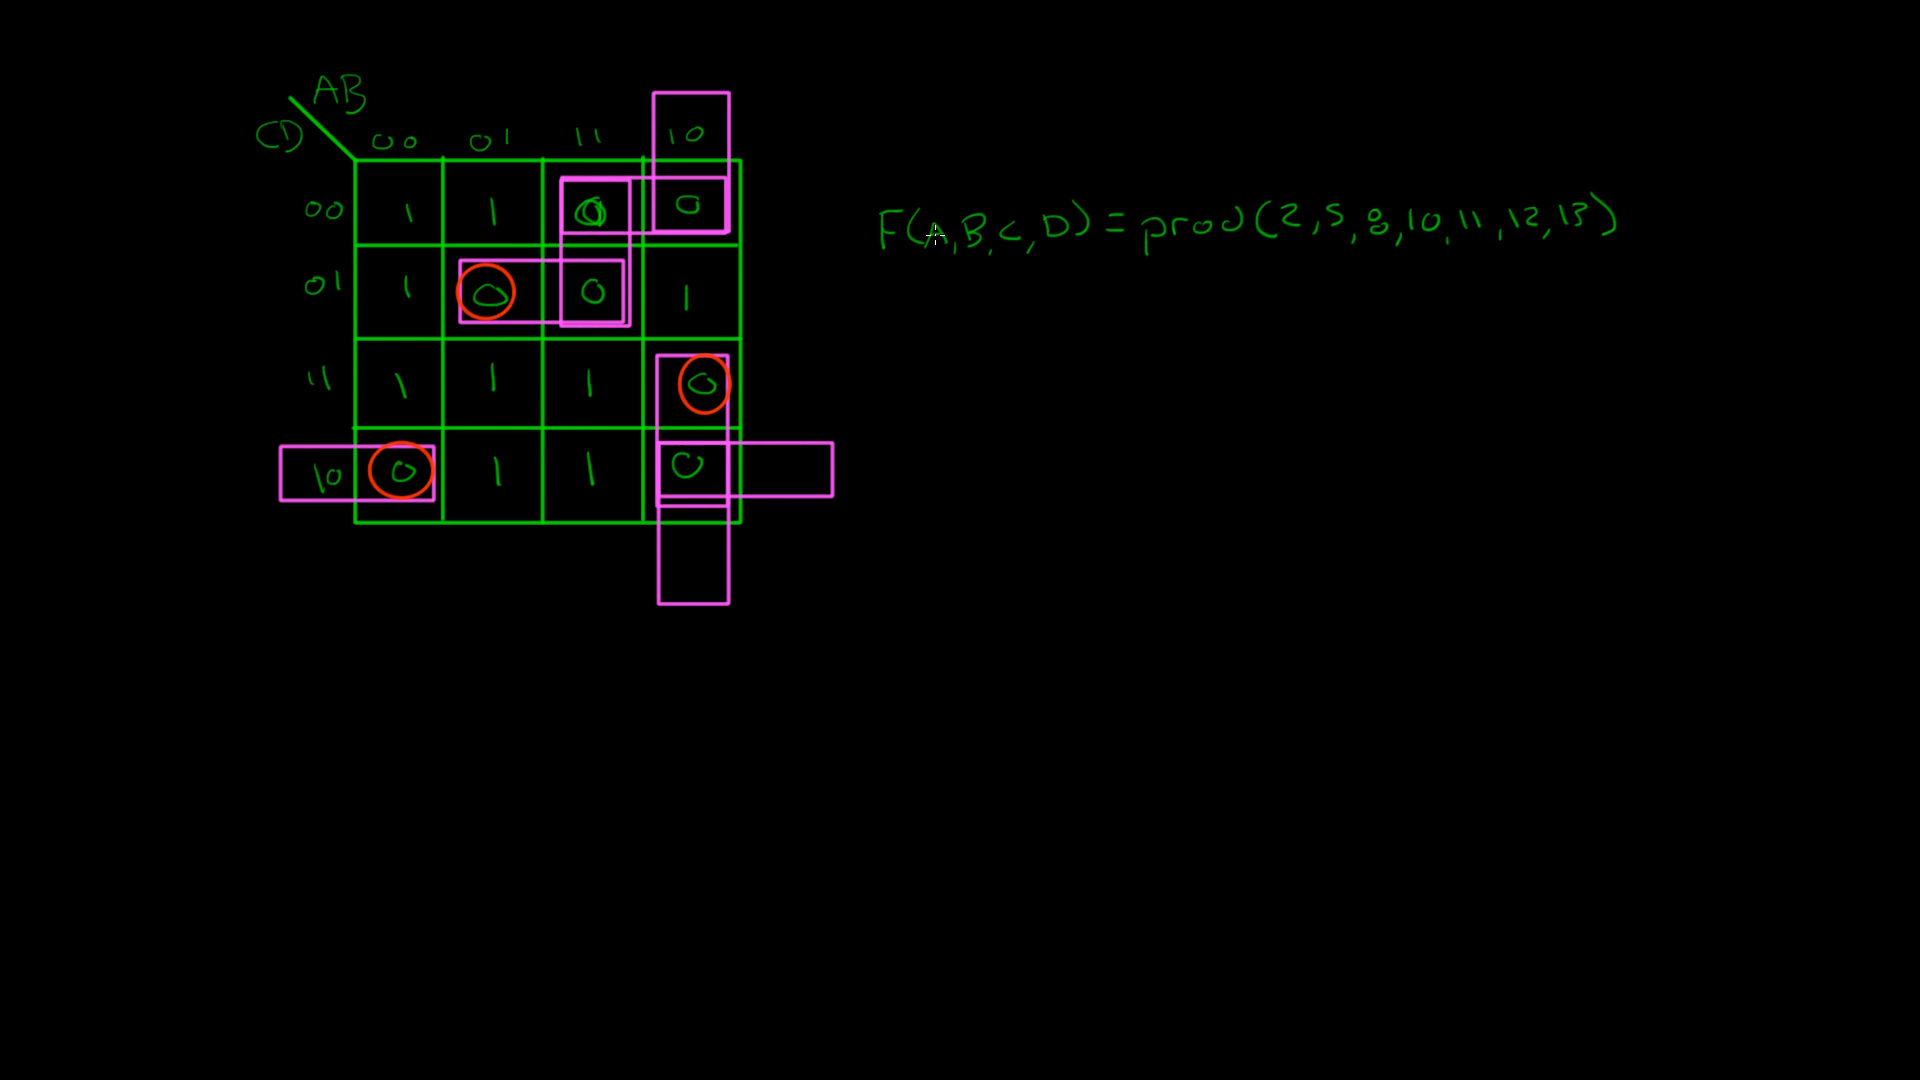 AB
CD 00 01 11 10
00 1 1 0 0
F(A,B,C,D) = prod(2,5,8,10,11,12,13)
01 1 0 0 1
11 1 1 1 0
10 0 1 1 0